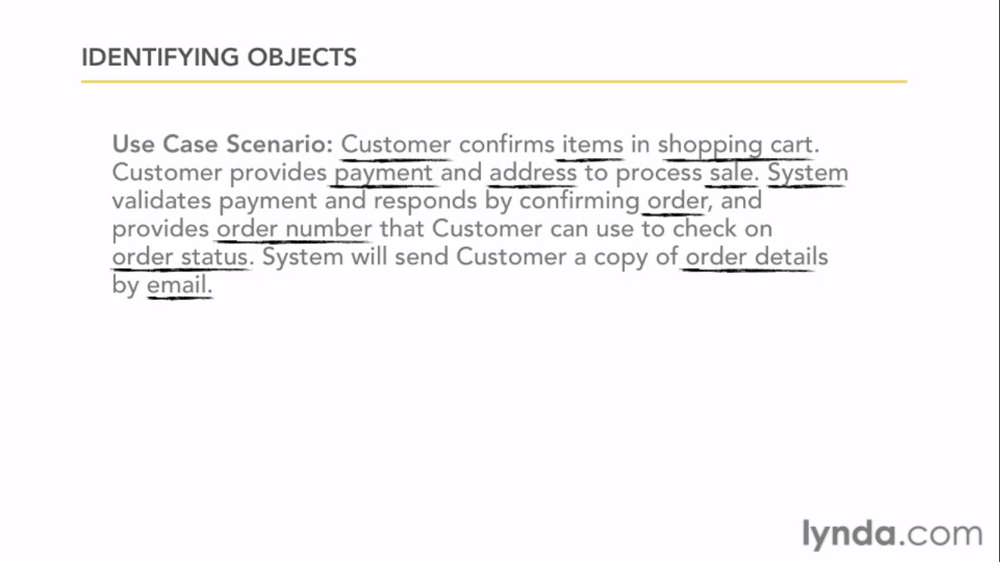 IDENTIFYING OBJECTS
Use Case Scenario: Customer confirms items in shopping cart.
Customer provides payment and address to process sale. System
validates payment and responds by confirming order, and
provides order number that Customer can use to check on
order status. System will send Customer a copy of order details
by email.
lynda.com